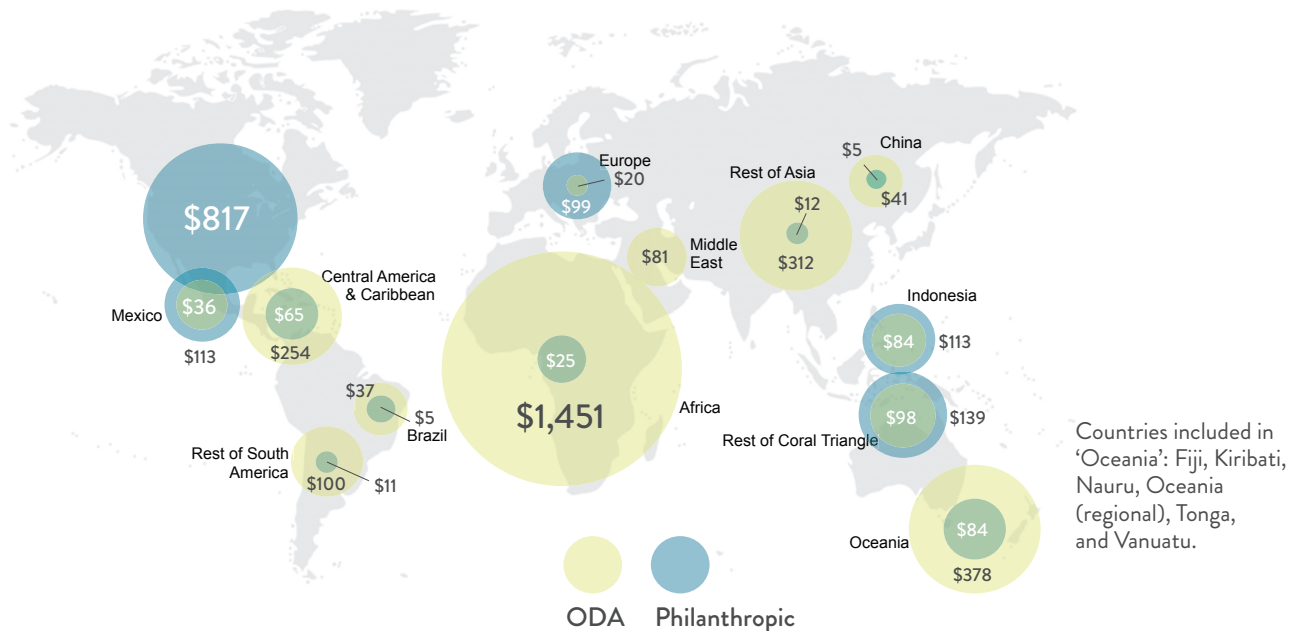 $817
Mexico
$36
$113
Central America
& Caribbean
$65
$254
$37
$5
Brazil
Rest of South
America
$100
$11
Europe
$20
$99
Middle
East
$81
$25
$1,451
Africa
Rest of Asia
$12
$312
China
$5
$41
Indonesia
$84
$113
$98
$139
Rest of Coral Triangle
Oceania
$84
$378
Countries included in
‘Oceania’: Fiji, Kiribati,
Nauru, Oceania
(regional), Tonga,
and Vanuatu.
ODA
Philanthropic